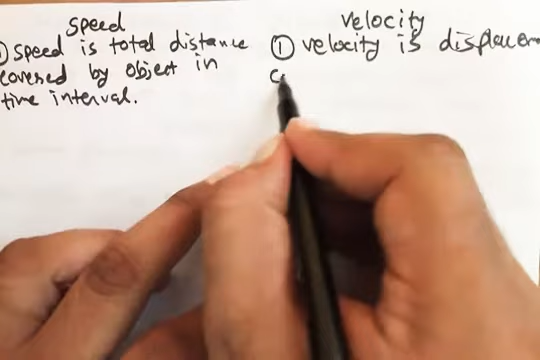 speed
① speed is total distance
covered by object in
time interval.
velocity
① velocity is displacem
c